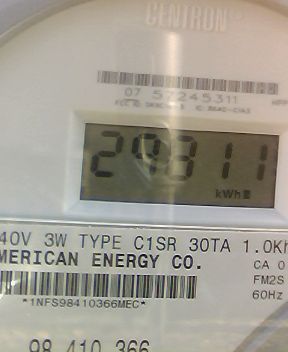 CENTRON®
07 57245311
29811
kWh
40V 3W TYPE C1SR 30TA 1.0Kh
MERICAN ENERGY CO.
CA 0
FM2S
60Hz
*1NFS98410366MEC*
98 410 366